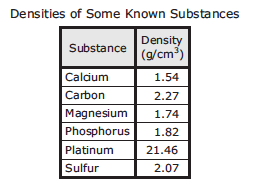 Densities of Some Known Substances
Substance Density (g/cm³)
Calcium 1.54
Carbon 2.27
Magnesium 1.74
Phosphorus 1.82
Platinum 21.46
Sulfur 2.07